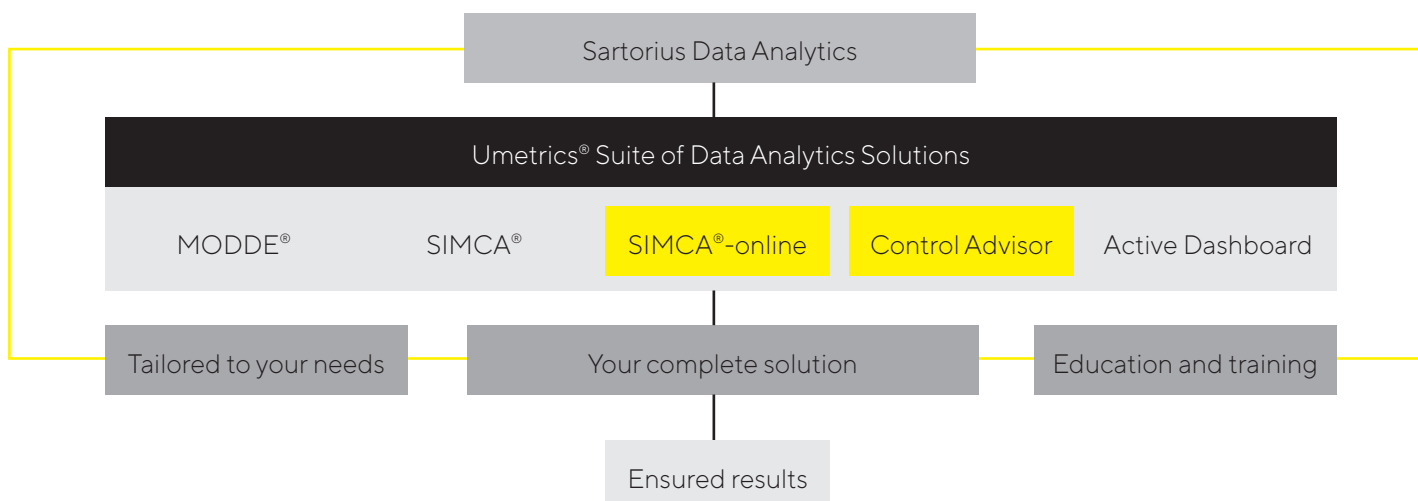 Sartorius Data Analytics
Umetrics® Suite of Data Analytics Solutions
MODDE® SIMCA® SIMCA®-online Control Advisor Active Dashboard
Tailored to your needs Your complete solution Education and training
Ensured results